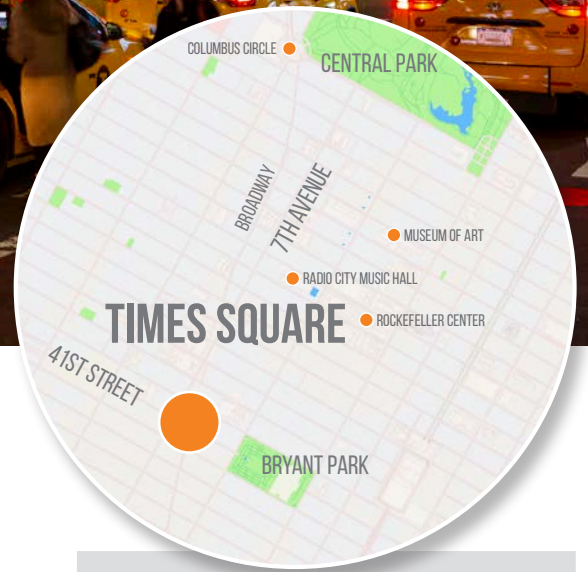 COLUMBUS CIRCLE
CENTRAL PARK
BROADWAY
7TH AVENUE
MUSEUM OF ART
RADIO CITY MUSIC HALL
TIMES SQUARE
ROCKEFELLER CENTER
41ST STREET
BRYANT PARK